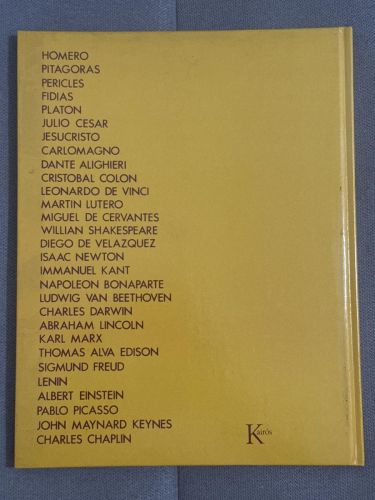 HOMERO
PITAGORAS
PERICLES
FIDIAS
PLATON
JULIO CESAR
JESUCRISTO
CARLOMAGNO
DANTE ALIGHIERI
CRISTOBAL COLON
LEONARDO DE VINCI
MARTIN LUTERO
MIGUEL DE CERVANTES
WILLIAN SHAKESPEARE
DIEGO DE VELAZQUEZ
ISAAC NEWTON
IMMANUEL KANT
NAPOLEON BONAPARTE
LUDWIG VAN BEETHOVEN
CHARLES DARWIN
ABRAHAM LINCOLN
KARL MARX
THOMAS ALVA EDISON
SIGMUND FREUD
LENIN
ALBERT EINSTEIN
PABLO PICASSO
JOHN MAYNARD KEYNES
CHARLES CHAPLIN
Kairós